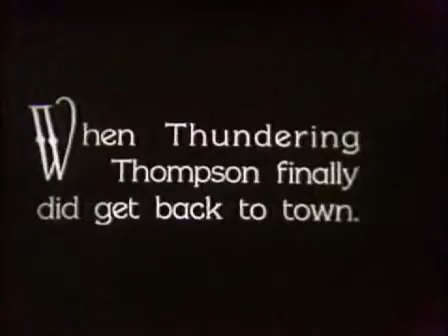 When Thundering
Thompson finally
did get back to town.